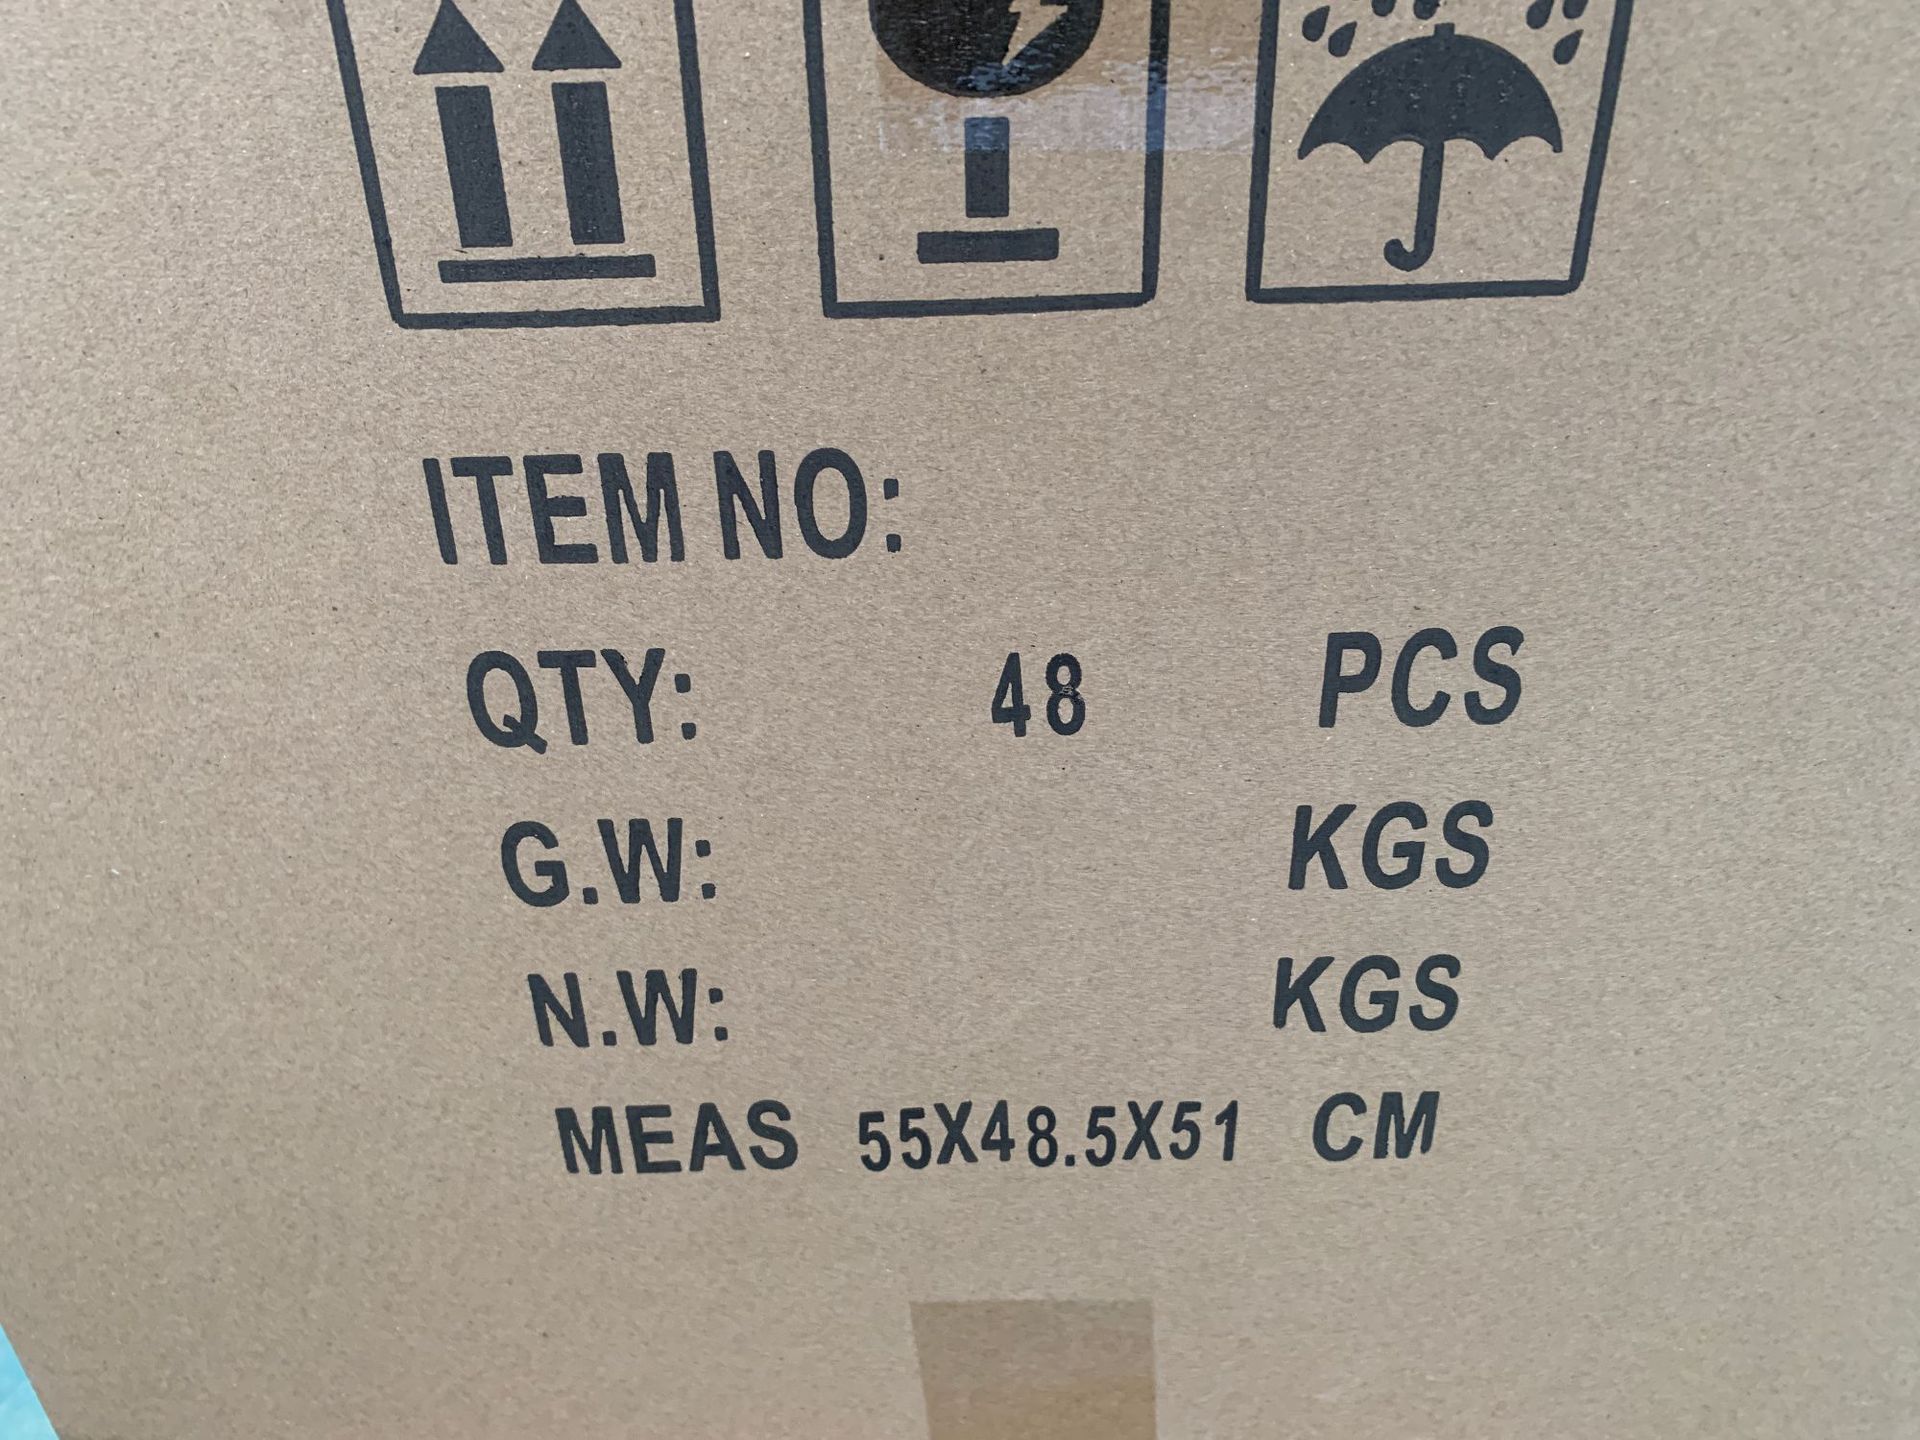 ITEM NO:
QTY: 48 PCS
G.W: KGS
N.W: KGS
MEAS 55X48.5X51 CM